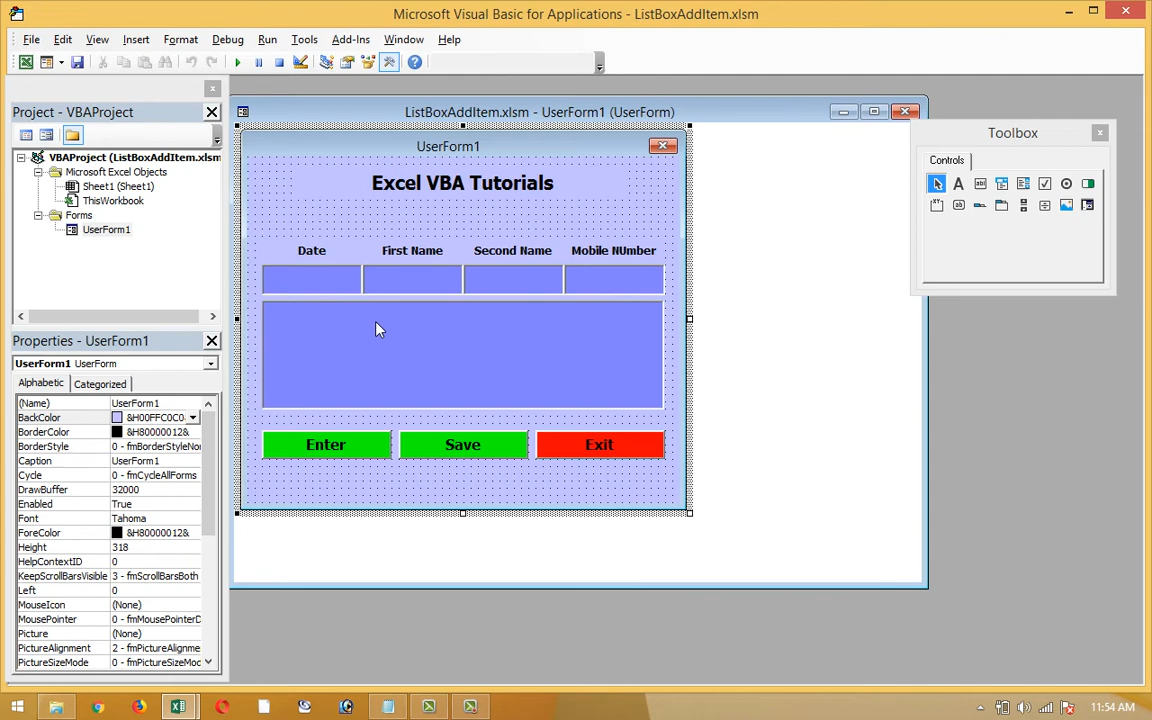 Microsoft Visual Basic for Applications - ListBoxAddItem.xlsm
File Edit View Insert Format Debug Run Tools Add-Ins Window Help
Project - VBAProject
VBAProject (ListBoxAddItem.xlsm
Microsoft Excel Objects
Sheet1 (Sheet1)
ThisWorkbook
Forms
UserForm1
Properties - UserForm1
UserForm1 UserForm
Alphabetic Categorized
(Name) UserForm1
BackColor &H00FFC0C0&
BorderColor &H80000012&
BorderStyle 0 - fmBorderStyleNo
Caption UserForm1
Cycle 0 - fmCycleAllForms
DrawBuffer 32000
Enabled True
Font Tahoma
ForeColor &H80000012&
Height 318
HelpContextID 0
KeepScrollBarsVisible 3 - fmScrollBarsBoth
Left 0
MouseIcon (None)
MousePointer 0 - fmMousePointerD
Picture (None)
PictureAlignment 2 - fmPictureAlignme
PictureSizeMode 0 - fmPictureSizeMod
ListBoxAddItem.xlsm - UserForm1 (UserForm)
UserForm1
Excel VBA Tutorials
Date First Name Second Name Mobile NUmber
Enter Save Exit
Toolbox
Controls
11:54 AM